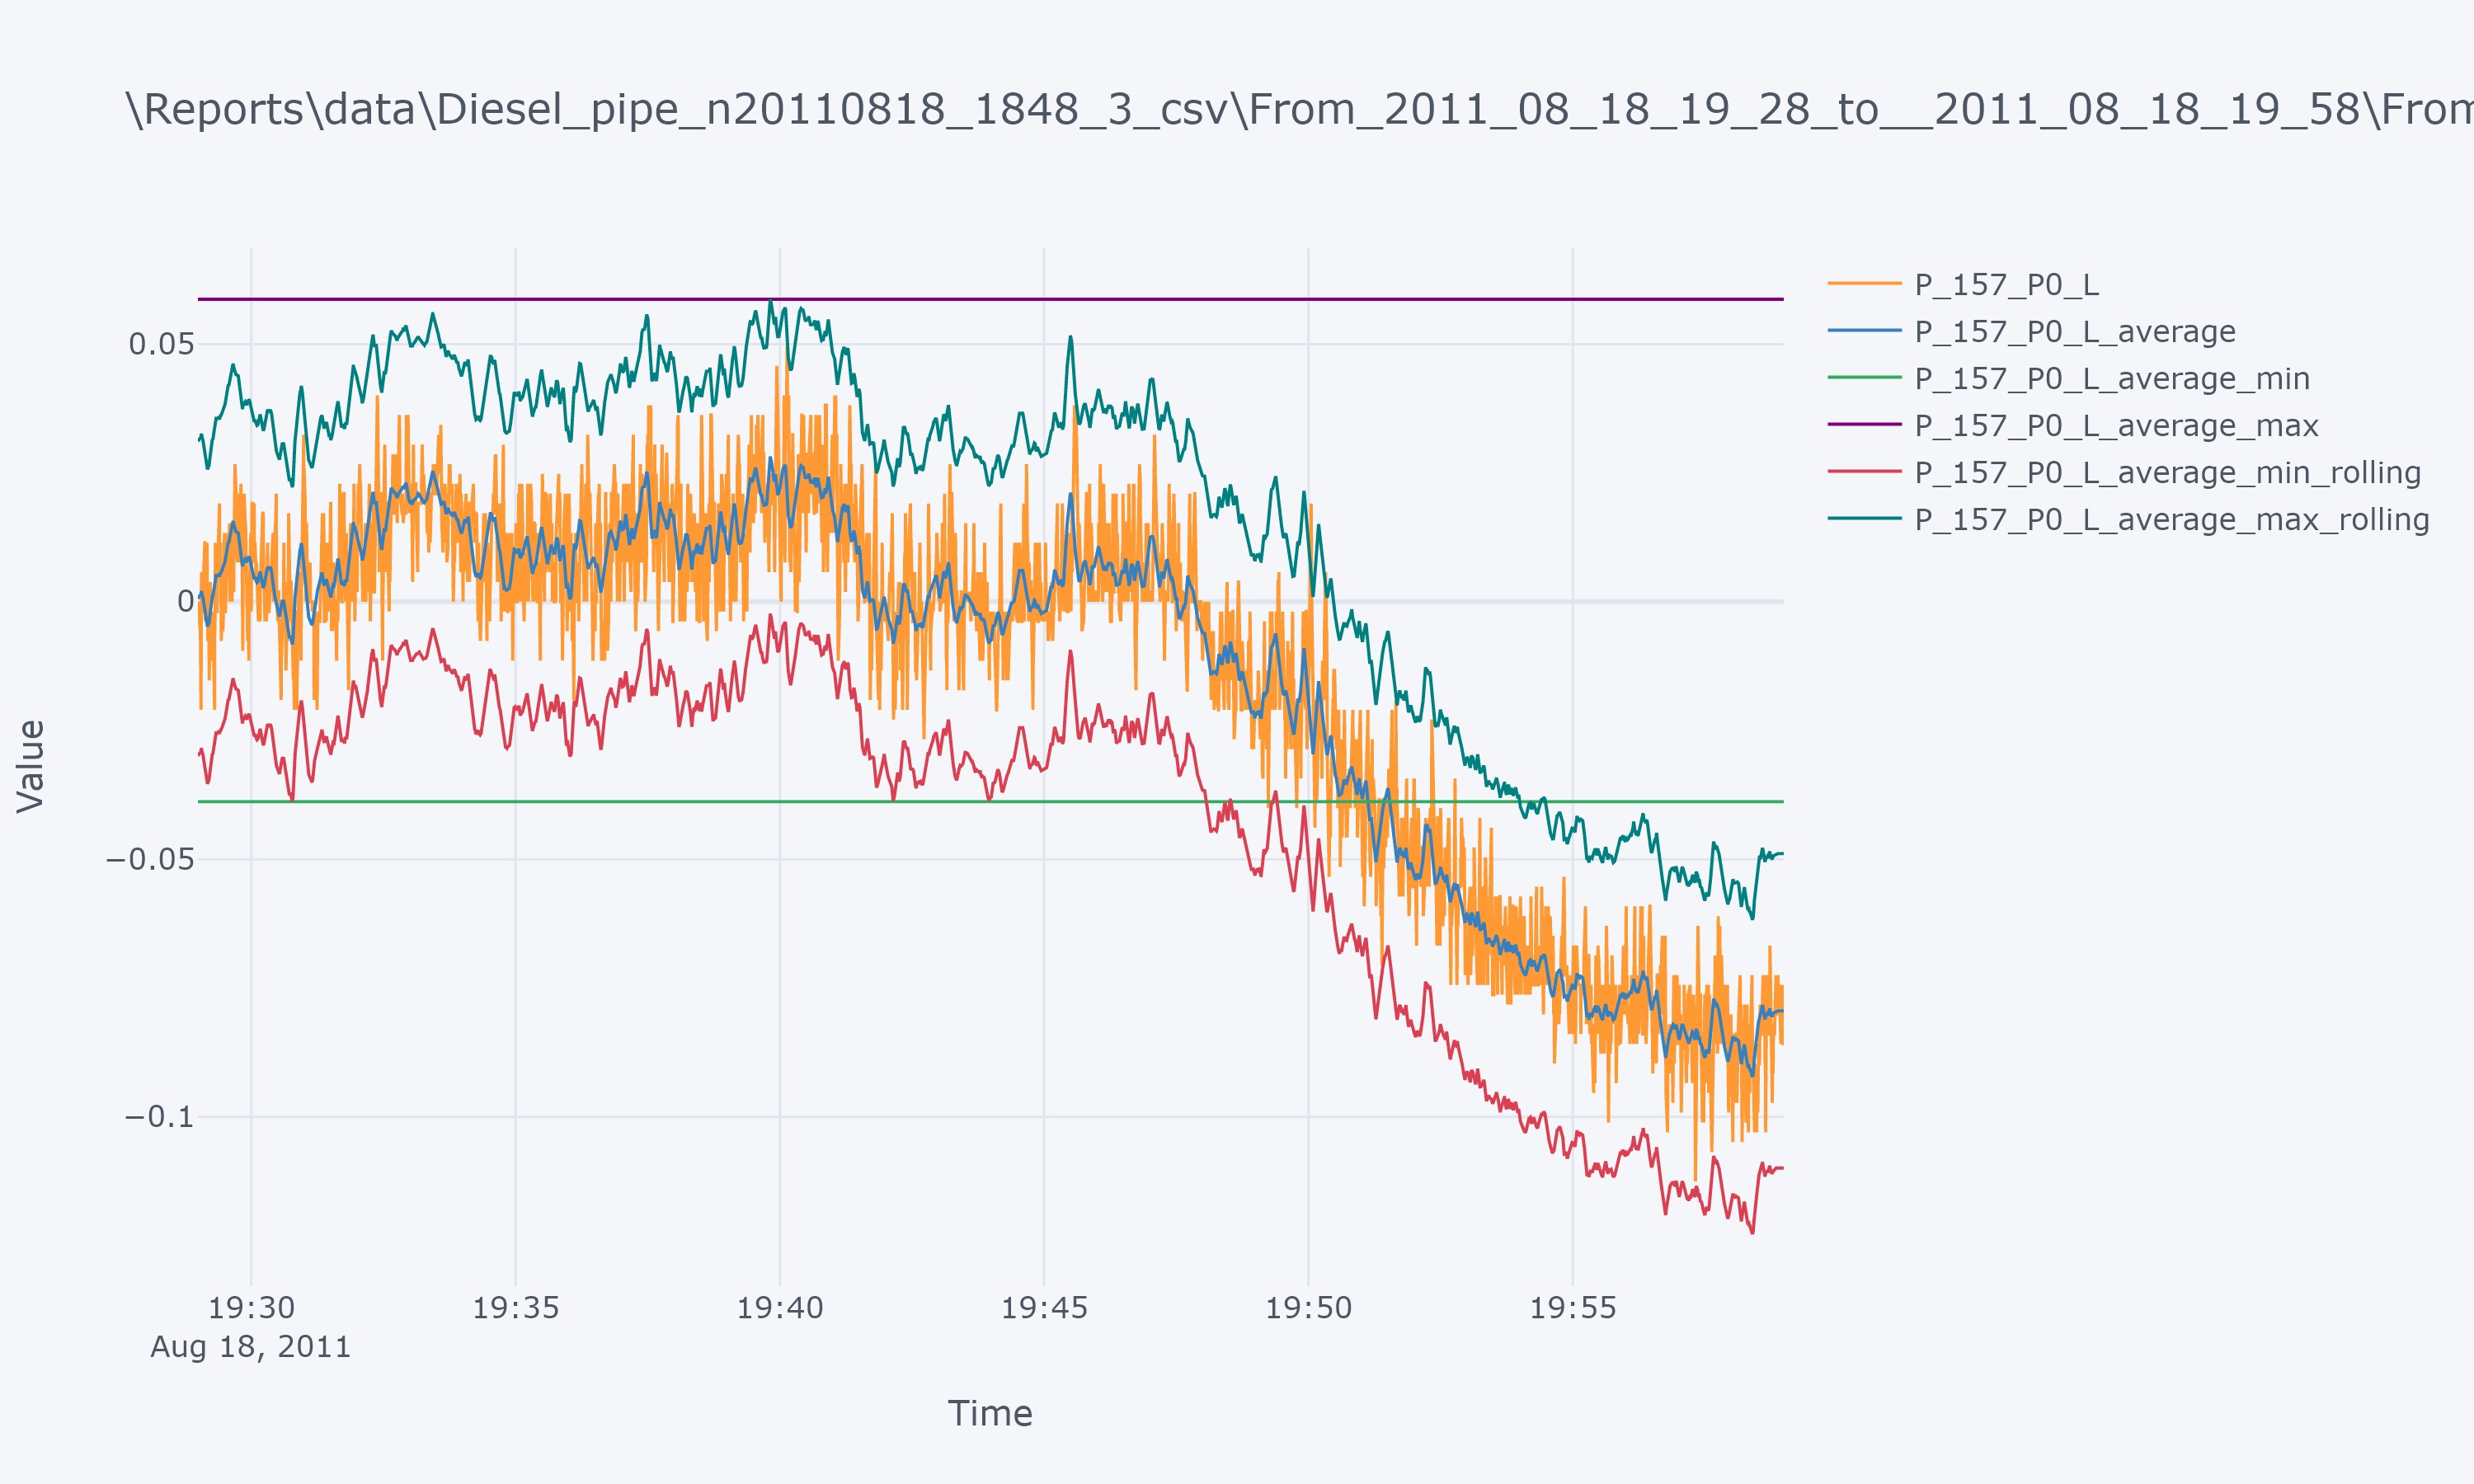 \Reports\data\Diesel_pipe_n20110818_1848_3_csv\From_2011_08_18_19_28_to__2011_08_18_19_58\From
P_157_P0_L
P_157_P0_L_average
P_157_P0_L_average_min
P_157_P0_L_average_max
P_157_P0_L_average_min_rolling
P_157_P0_L_average_max_rolling
0.05
0
−0.05
−0.1
Value
19:30
19:35
19:40
19:45
19:50
19:55
Aug 18, 2011
Time